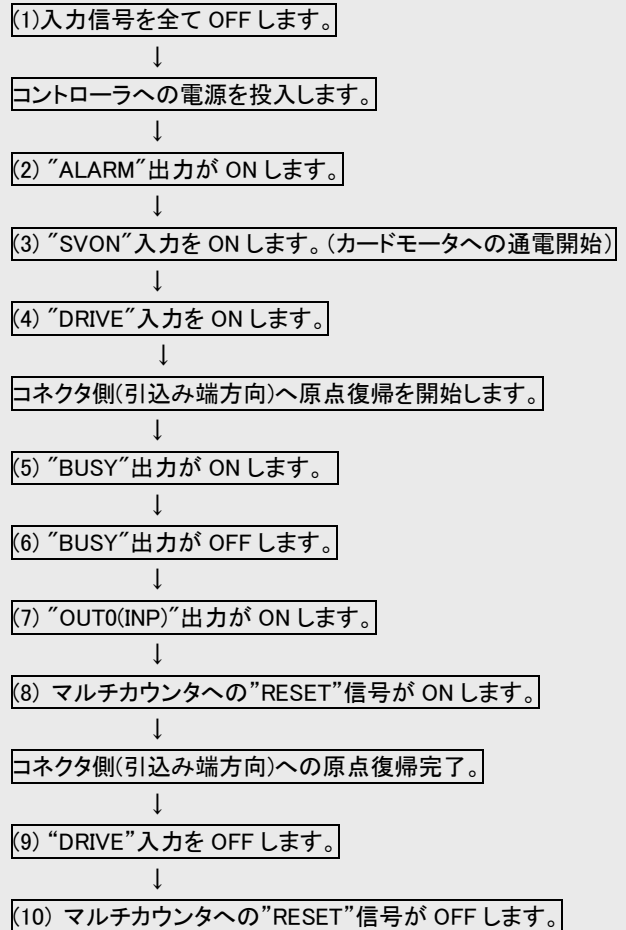 (1)入力信号を全て OFF します。
↓
コントローラへの電源を投入します。
↓
(2) ″ALARM″出力が ON します。
↓
(3) ″SVON″入力を ON します。(カードモータへの通電開始)
↓
(4) ″DRIVE″入力を ON します。
↓
コネクタ側(引込み端方向)へ原点復帰を開始します。
↓
(5) ″BUSY″出力が ON します。
↓
(6) ″BUSY″出力が OFF します。
↓
(7) ″OUT0(INP)″出力が ON します。
↓
(8) マルチカウンタへの”RESET”信号が ON します。
↓
コネクタ側(引込み端方向)への原点復帰完了。
↓
(9) “DRIVE”入力を OFF します。
↓
(10) マルチカウンタへの”RESET”信号が OFF します。